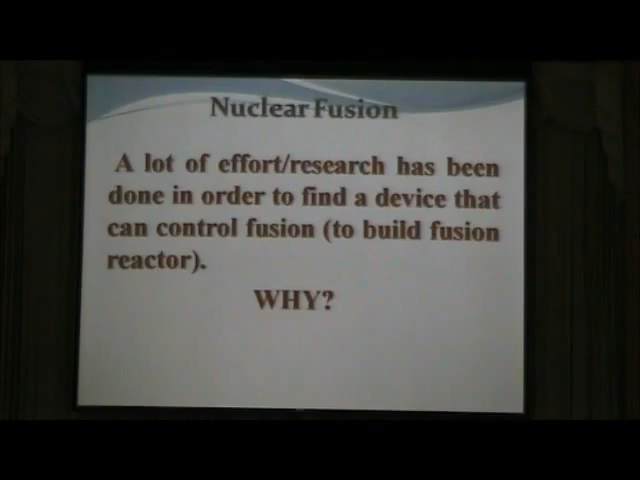 Nuclear Fusion
A lot of effort/research has been
done in order to find a device that
can control fusion (to build fusion
reactor).
WHY?